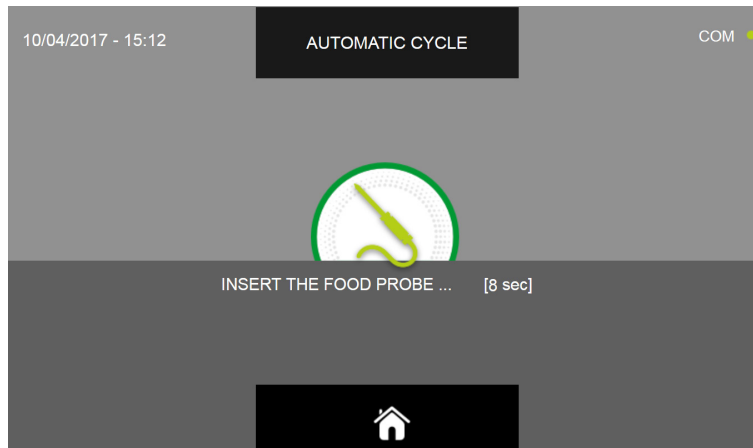 10/04/2017 - 15:12
AUTOMATIC CYCLE
COM
INSERT THE FOOD PROBE ... [8 sec]